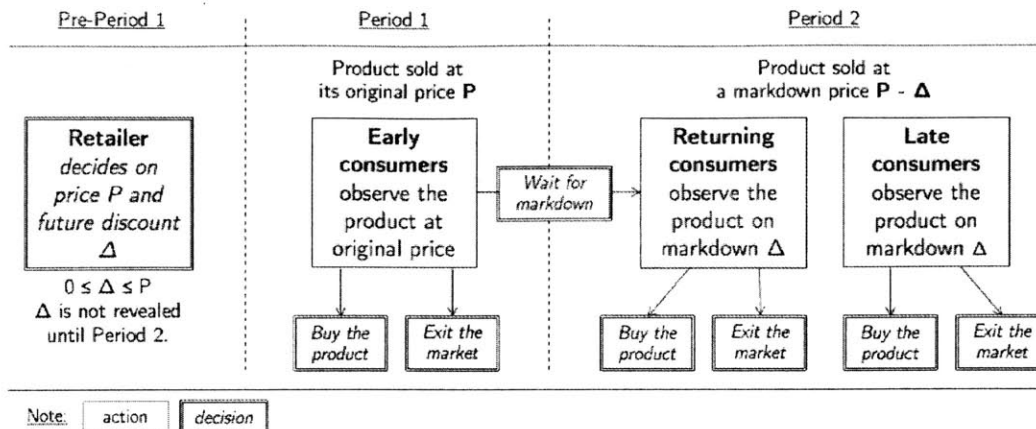 Pre-Period 1
Period 1
Period 2
Product sold at
its original price P
Product sold at
a markdown price P - Δ
Retailer
decides on
price P and
future discount
Δ
0 ≤ Δ ≤ P
Δ is not revealed
until Period 2.
Early
consumers
observe the
product at
original price
Wait for
markdown
Returning
consumers
observe the
product on
markdown Δ
Late
consumers
observe the
product on
markdown Δ
Buy the
product
Exit the
market
Buy the
product
Exit the
market
Buy the
product
Exit the
market
Note:
action
decision